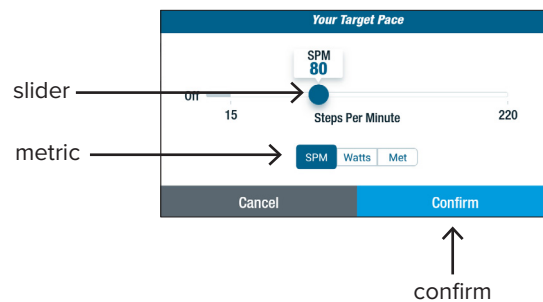 Your Target Pace
SPM
80
slider
Off
15
Steps Per Minute
220
metric
SPM Watts Met
Cancel Confirm
confirm